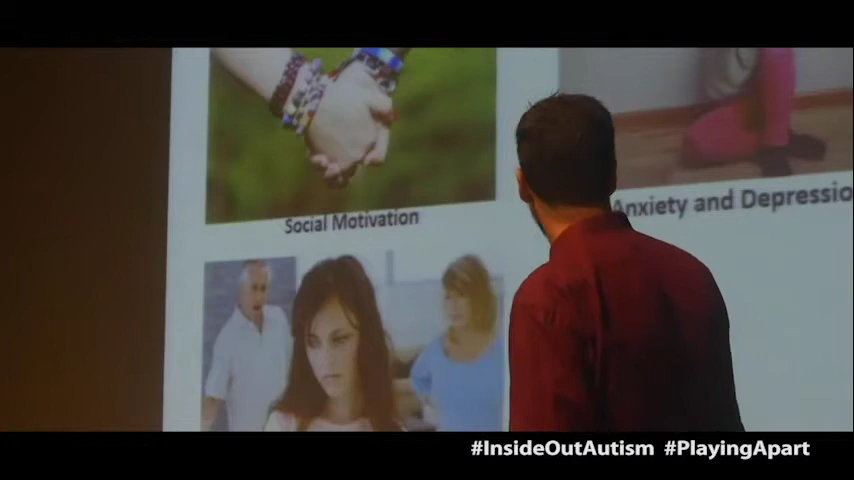 Social Motivation
Anxiety and Depressio
#InsideOutAutism #PlayingApart